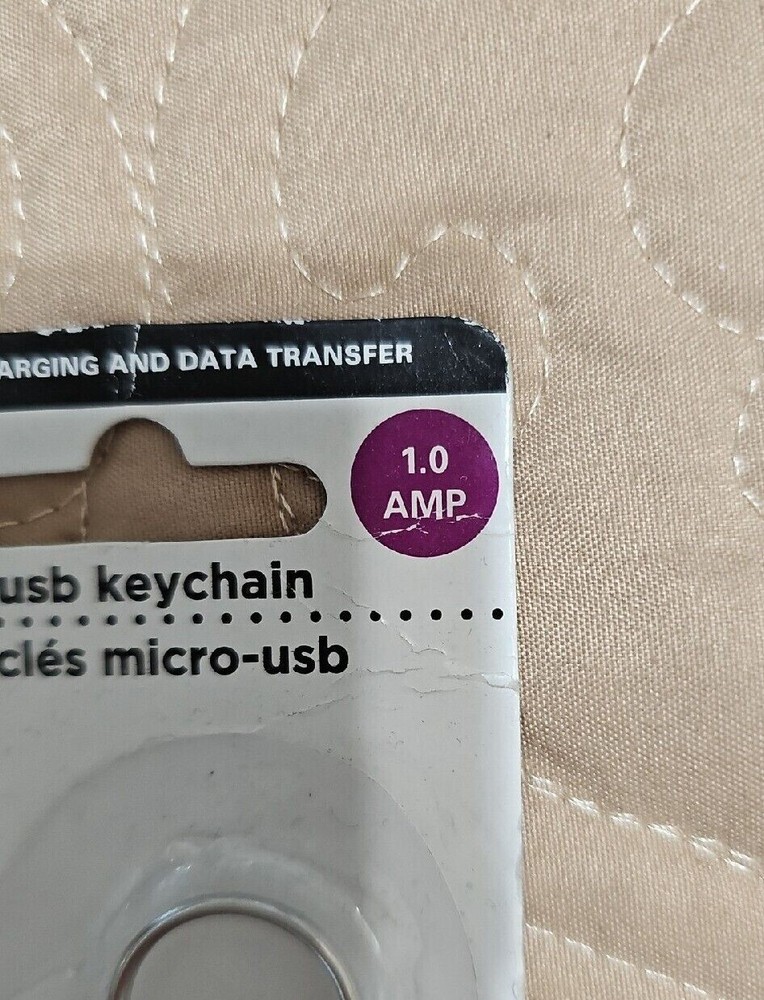 ARGING AND DATA TRANSFER
1.0
AMP
usb keychain
clés micro-usb